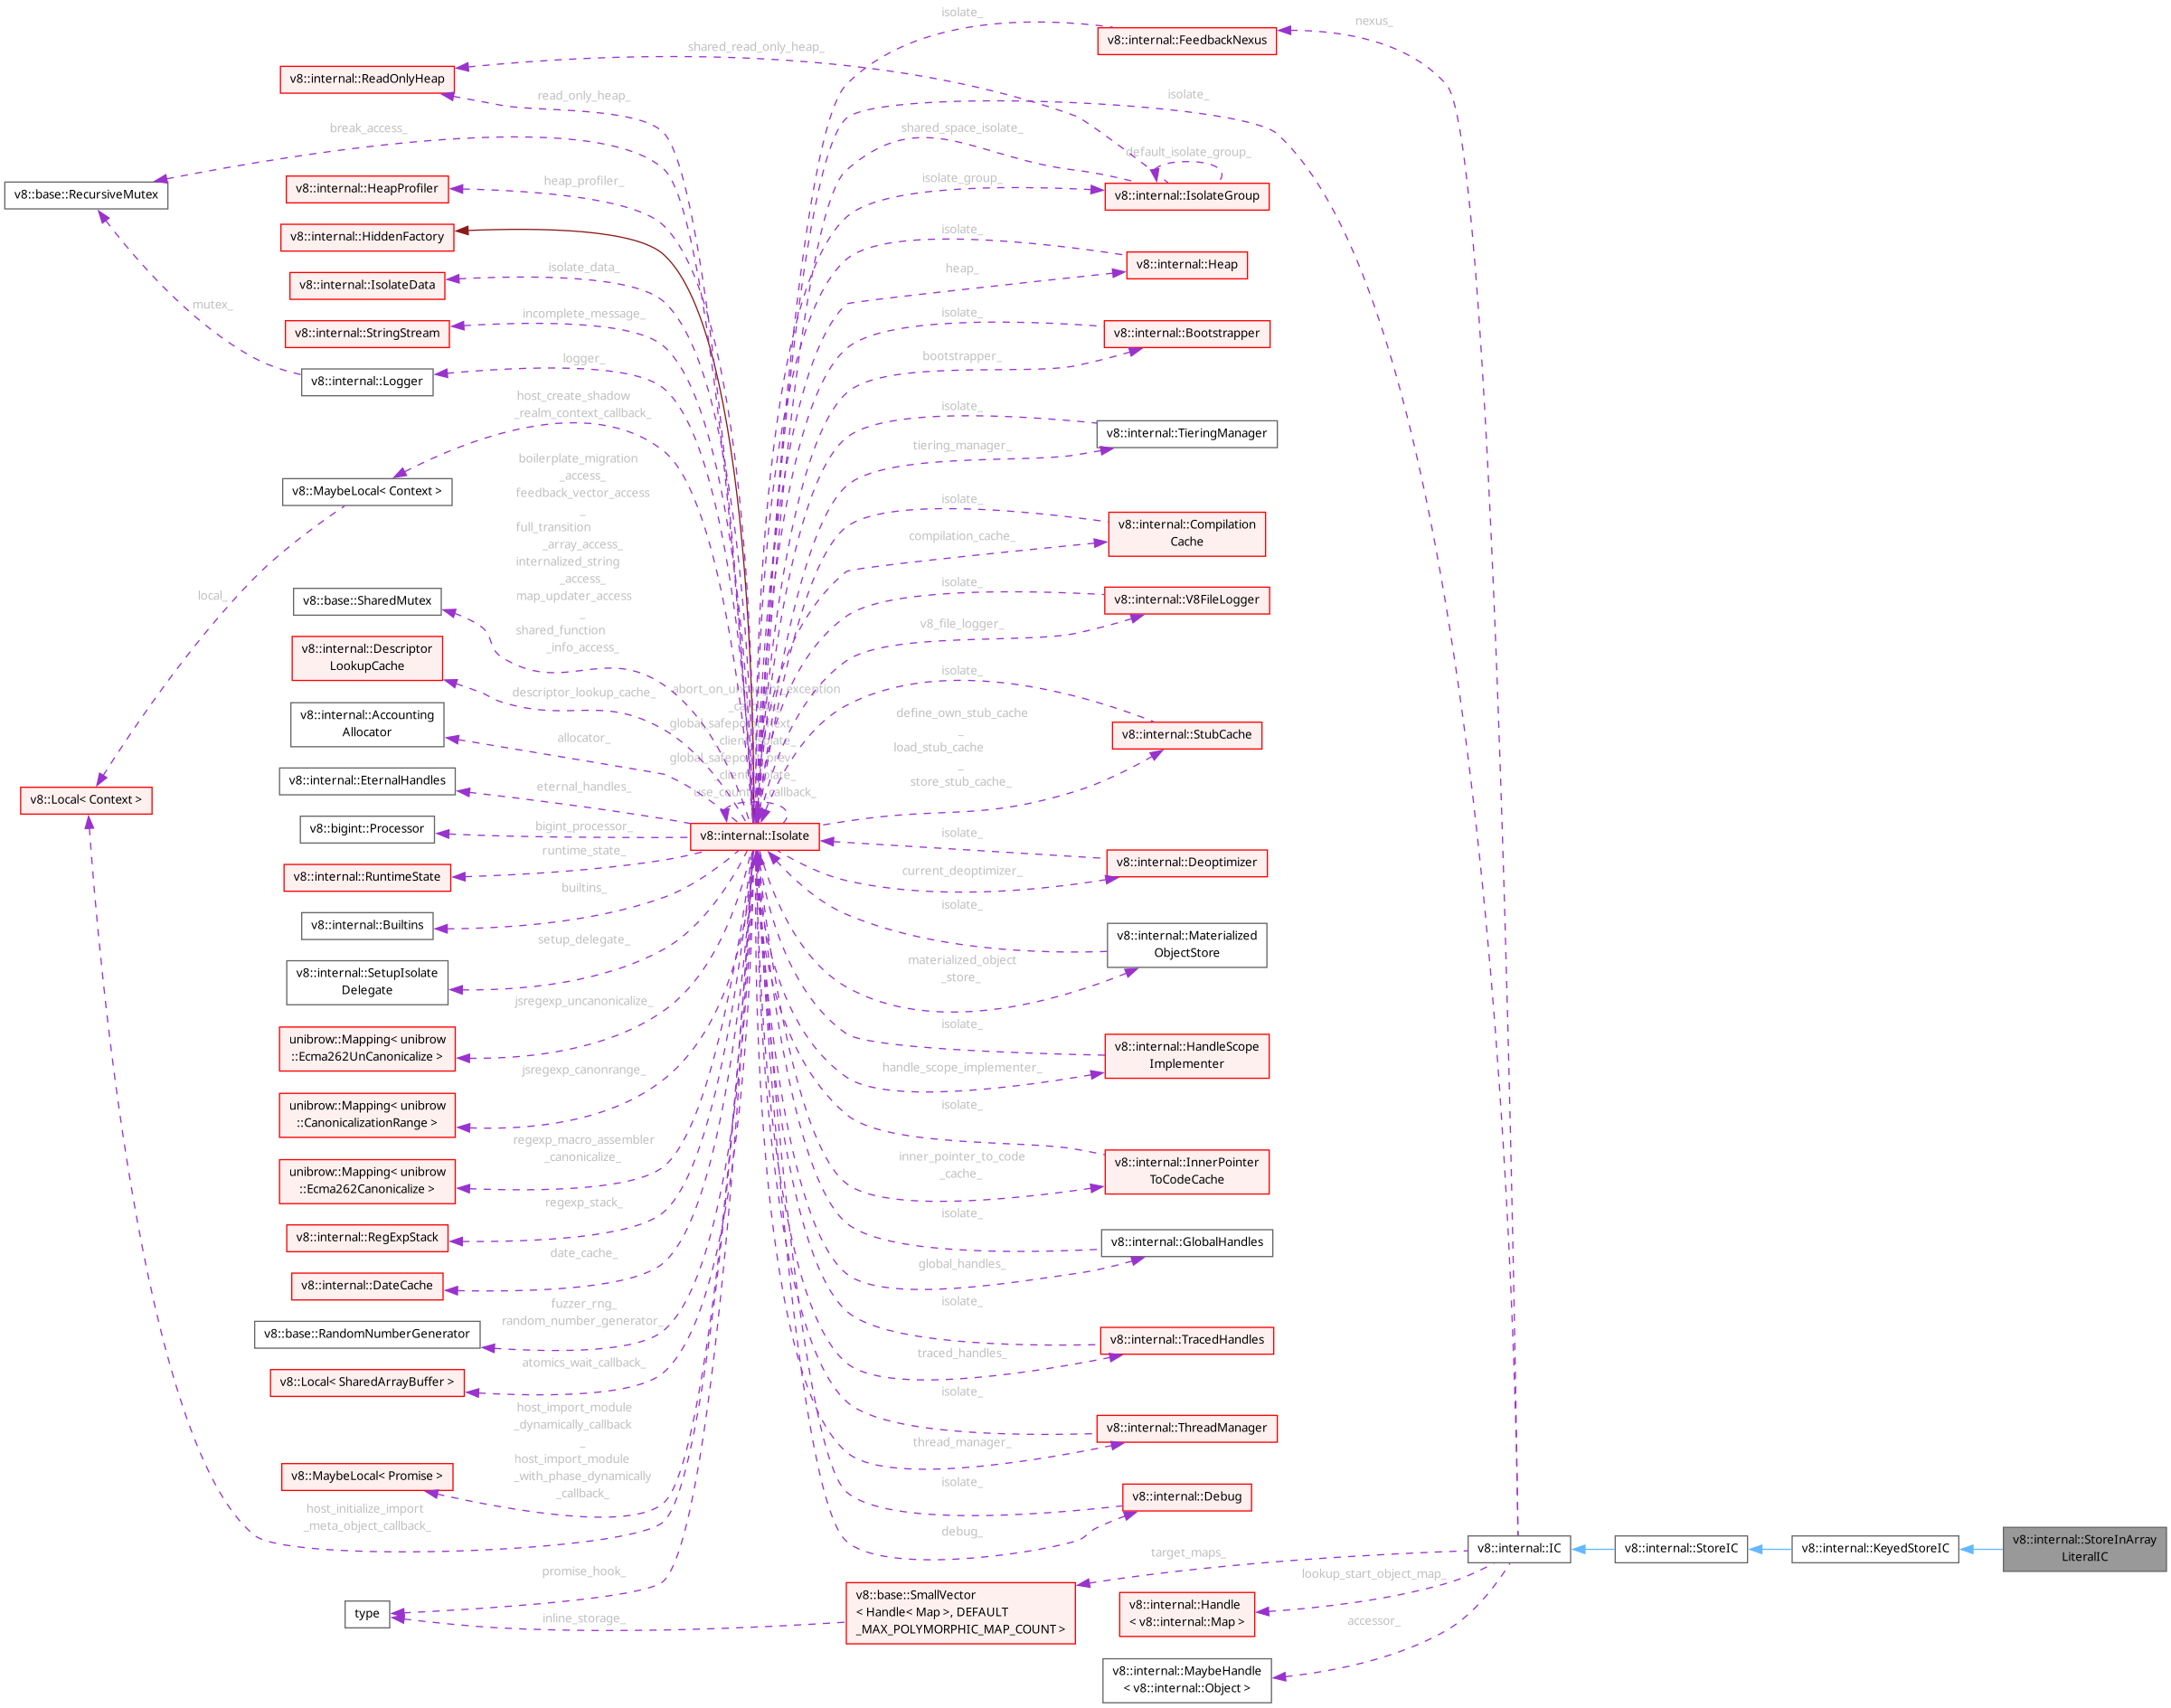 isolate_
nexus_
v8::internal::FeedbackNexus
shared_read_only_heap_
v8::internal::ReadOnlyHeap
read_only_heap_
isolate_
break_access_
shared_space_isolate_
default_isolate_group_
v8::base::RecursiveMutex
v8::internal::HeapProfiler
heap_profiler_
isolate_group_
v8::internal::IsolateGroup
v8::internal::HiddenFactory
isolate_
v8::internal::Heap
heap_
isolate_data_
v8::internal::IsolateData
mutex_
incomplete_message_
v8::internal::StringStream
isolate_
v8::internal::Bootstrapper
bootstrapper_
logger_
v8::internal::Logger
host_create_shadow
_realm_context_callback_
isolate_
v8::internal::TieringManager
tiering_manager_
v8::MaybeLocal< Context >
boilerplate_migration
_access_
feedback_vector_access
_
full_transition
_array_access_
internalized_string
_access_
map_updater_access
_
shared_function
_info_access_
isolate_
v8::internal::Compilation
Cache
compilation_cache_
local_
v8::base::SharedMutex
isolate_
v8::internal::V8FileLogger
v8_file_logger_
v8::internal::Descriptor
LookupCache
descriptor_lookup_cache_
isolate_
v8::internal::StubCache
define_own_stub_cache
_
load_stub_cache
_
store_stub_cache_
v8::internal::Accounting
Allocator
allocator_
global_safepoint_prev
_client_isolate_
use_counter_callback_
v8::Local< Context >
v8::internal::EternalHandles
eternal_handles_
v8::bigint::Processor
bigint_processor_
v8::internal::Isolate
isolate_
v8::internal::Deoptimizer
current_deoptimizer_
runtime_state_
v8::internal::RuntimeState
builtins_
v8::internal::Builtins
isolate_
v8::internal::Materialized
ObjectStore
materialized_object
_store_
setup_delegate_
v8::internal::SetupIsolate
Delegate
jsregexp_uncanonicalize_
unibrow::Mapping< unibrow
::Ecma262UnCanonicalize >
isolate_
v8::internal::HandleScope
Implementer
handle_scope_implementer_
jsregexp_canonrange_
unibrow::Mapping< unibrow
::CanonicalizationRange >
isolate_
v8::internal::InnerPointer
ToCodeCache
inner_pointer_to_code
_cache_
regexp_macro_assembler
_canonicalize_
unibrow::Mapping< unibrow
::Ecma262Canonicalize >
regexp_stack_
v8::internal::RegExpStack
isolate_
v8::internal::GlobalHandles
global_handles_
date_cache_
v8::internal::DateCache
fuzzer_rng_
random_number_generator_
v8::base::RandomNumberGenerator
isolate_
v8::internal::TracedHandles
traced_handles_
atomics_wait_callback_
v8::Local< SharedArrayBuffer >
isolate_
v8::internal::ThreadManager
thread_manager_
host_import_module
_dynamically_callback
_
host_import_module
_with_phase_dynamically
_callback_
v8::MaybeLocal< Promise >
isolate_
v8::internal::Debug
debug_
host_initialize_import
_meta_object_callback_
target_maps_
v8::internal::IC
v8::internal::StoreIC
v8::internal::KeyedStoreIC
v8::internal::StoreInArray
LiteralIC
promise_hook_
type
inline_storage_
v8::base::SmallVector
< Handle< Map >, DEFAULT
_MAX_POLYMORPHIC_MAP_COUNT >
lookup_start_object_map_
v8::internal::Handle
< v8::internal::Map >
accessor_
v8::internal::MaybeHandle
< v8::internal::Object >